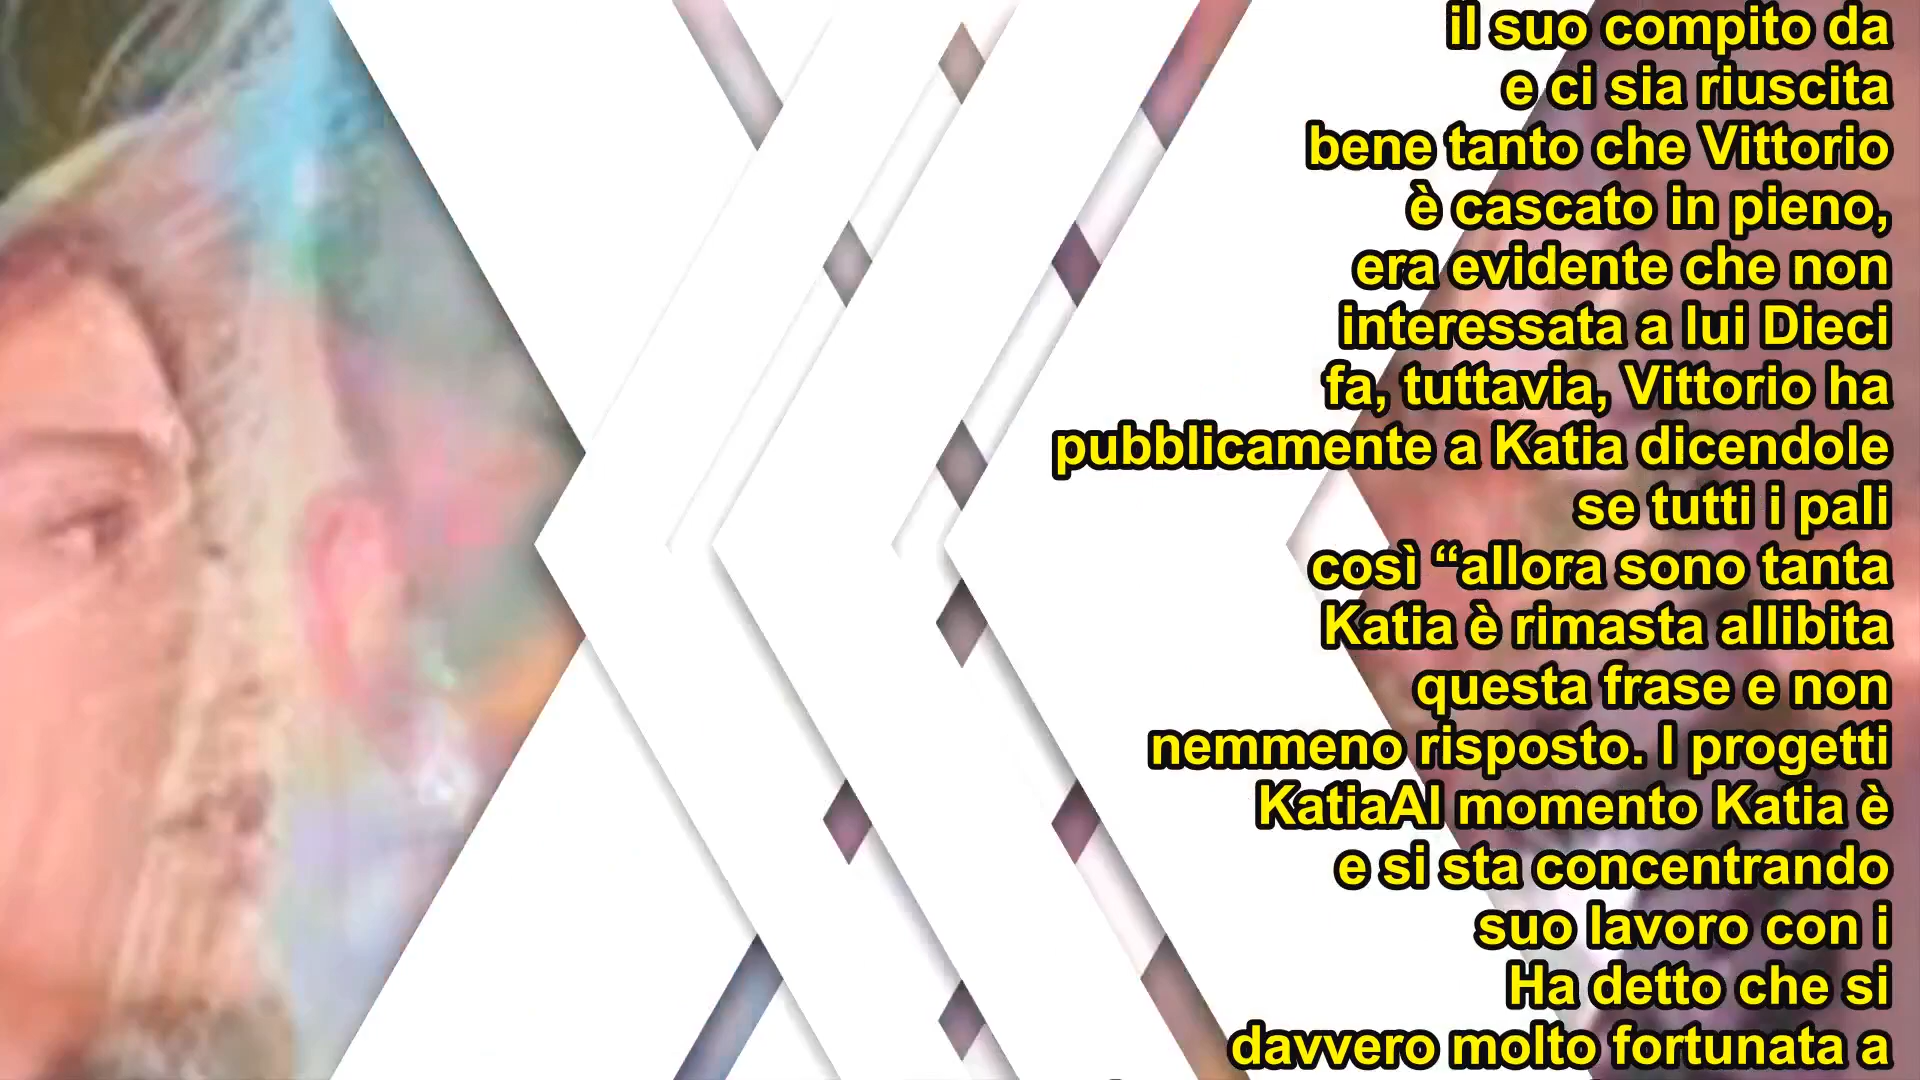 il suo compito da
e ci sia riuscita
bene tanto che Vittorio
è cascato in pieno,
era evidente che non
interessata a lui Dieci
fa, tuttavia, Vittorio ha
pubblicamente a Katia dicendole
se tutti i pali
così “allora sono tanta
Katia è rimasta allibita
questa frase e non
nemmeno risposto. I progetti
KatiaAl momento Katia è
e si sta concentrando
suo lavoro con i
Ha detto che si
davvero molto fortunata a